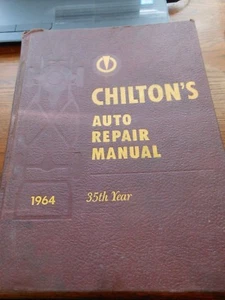 CHILTON'S
AUTO
REPAIR
MANUAL
1964 35th Year